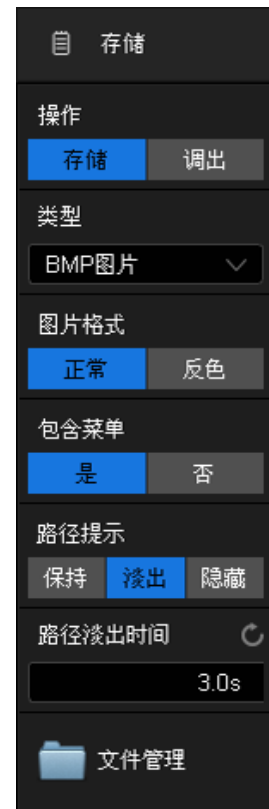 存储
操作
存储 调出
类型
BMP图片
图片格式
正常 反色
包含菜单
是 否
路径提示
保持 淡出 隐藏
路径淡出时间
3.0s
文件管理